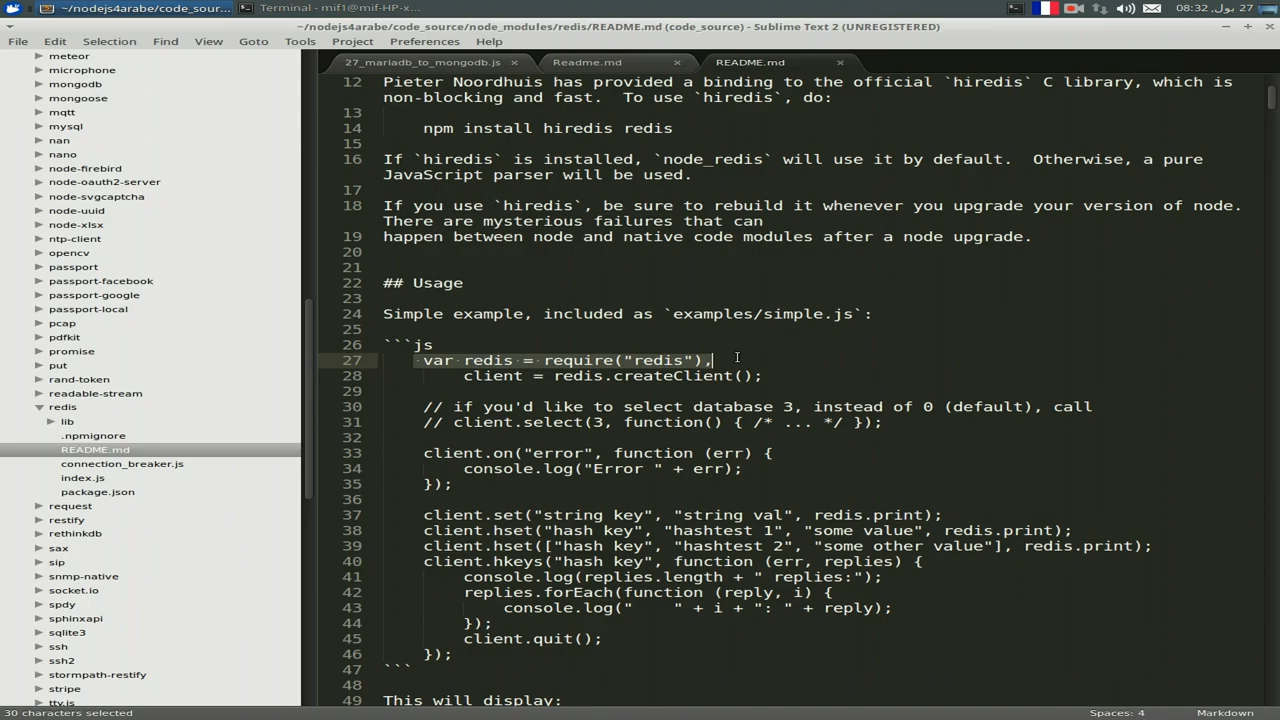 ~/nodejs4arabe/code_sour... Terminal - mif1@mif-HP-x... 27 بول, 08:32
~/nodejs4arabe/code_source/node_modules/redis/README.md (code_source) - Sublime Text 2 (UNREGISTERED)
File Edit Selection Find View Goto Tools Project Preferences Help
27_mariadb_to_mongodb.js × Readme.md × README.md ×
meteor
microphone
mongodb
mongoose
mqtt
mysql
nan
nano
node-firebird
node-oauth2-server
node-svgcaptcha
node-uuid
node-xlsx
ntp-client
opencv
passport
passport-facebook
passport-google
passport-local
pcap
pdfkit
promise
put
rand-token
readable-stream
redis
lib
.npmignore
README.md
connection_breaker.js
index.js
package.json
request
restify
rethinkdb
sax
sip
snmp-native
socket.io
spdy
sphinxapi
sqlite3
ssh
ssh2
stormpath-restify
stripe
tty.js
12 Pieter Noordhuis has provided a binding to the official `hiredis` C library, which is
non-blocking and fast.  To use `hiredis`, do:
13
14     npm install hiredis redis
15
16 If `hiredis` is installed, `node_redis` will use it by default.  Otherwise, a pure
JavaScript parser will be used.
17
18 If you use `hiredis`, be sure to rebuild it whenever you upgrade your version of node.
There are mysterious failures that can
19 happen between node and native code modules after a node upgrade.
20
21
22 ## Usage
23
24 Simple example, included as `examples/simple.js`:
25
26 ```js
27     var redis = require("redis"),
28         client = redis.createClient();
29
30     // if you'd like to select database 3, instead of 0 (default), call
31     // client.select(3, function() { /* ... */ });
32
33     client.on("error", function (err) {
34         console.log("Error " + err);
35     });
36
37     client.set("string key", "string val", redis.print);
38     client.hset("hash key", "hashtest 1", "some value", redis.print);
39     client.hset(["hash key", "hashtest 2", "some other value"], redis.print);
40     client.hkeys("hash key", function (err, replies) {
41         console.log(replies.length + " replies:");
42         replies.forEach(function (reply, i) {
43             console.log("    " + i + ": " + reply);
44         });
45         client.quit();
46     });
47 ```
48
49 This will display:
30 characters selected Spaces: 4 Markdown